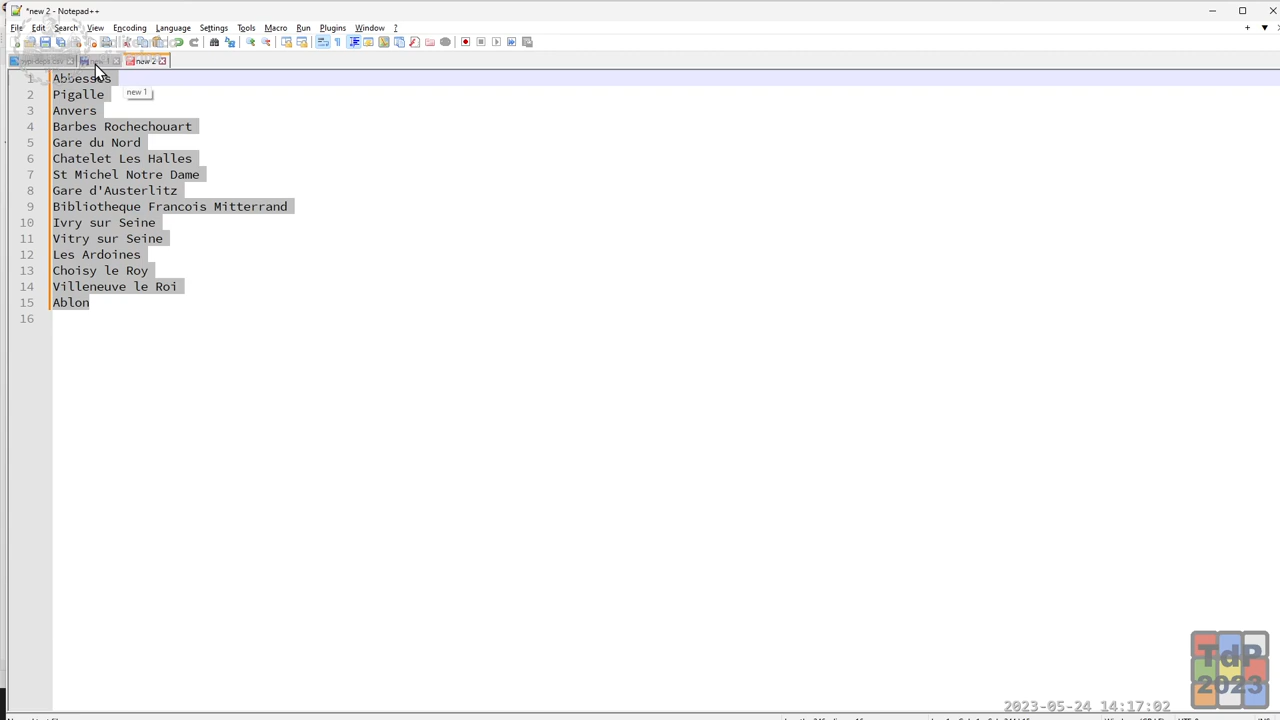 *new 2 - Notepad++
File Edit Search View Encoding Language Settings Tools Macro Run Plugins Window ?
new 1 new 2
new 1
1 Abbesses
2 Pigalle
3 Anvers
4 Barbes Rochechouart
5 Gare du Nord
6 Chatelet Les Halles
7 St Michel Notre Dame
8 Gare d'Austerlitz
9 Bibliotheque Francois Mitterrand
10 Ivry sur Seine
11 Vitry sur Seine
12 Les Ardoines
13 Choisy le Roy
14 Villeneuve le Roi
15 Ablon
16
TdP
2023
2023-05-24 14:17:02